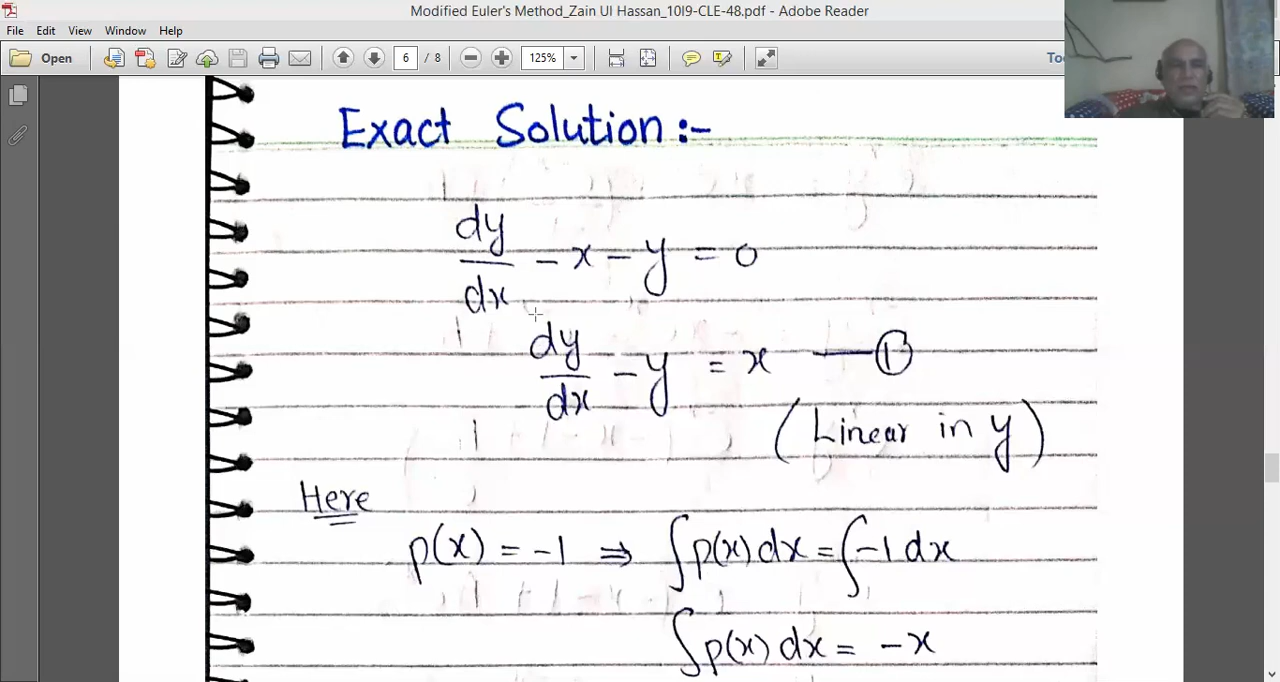 Modified Euler's Method_Zain Ul Hassan_10I9-CLE-48.pdf - Adobe Reader
File Edit View Window Help
Open 6 / 8 125%
Exact Solution :-
dy/dx - x - y = 0
dy/dx - y = x — ①
(Linear in y)
Here
p(x) = -1 ⇒ ∫p(x) dx = ∫-1 dx
∫p(x) dx = -x